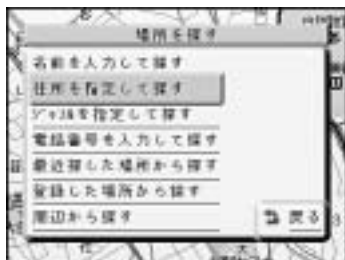 場所を探す
名前を入力して探す
住所を指定して探す
ジャンルを指定して探す
電話番号を入力して探す
最近探した場所から探す
登録した場所から探す
周辺から探す
戻る